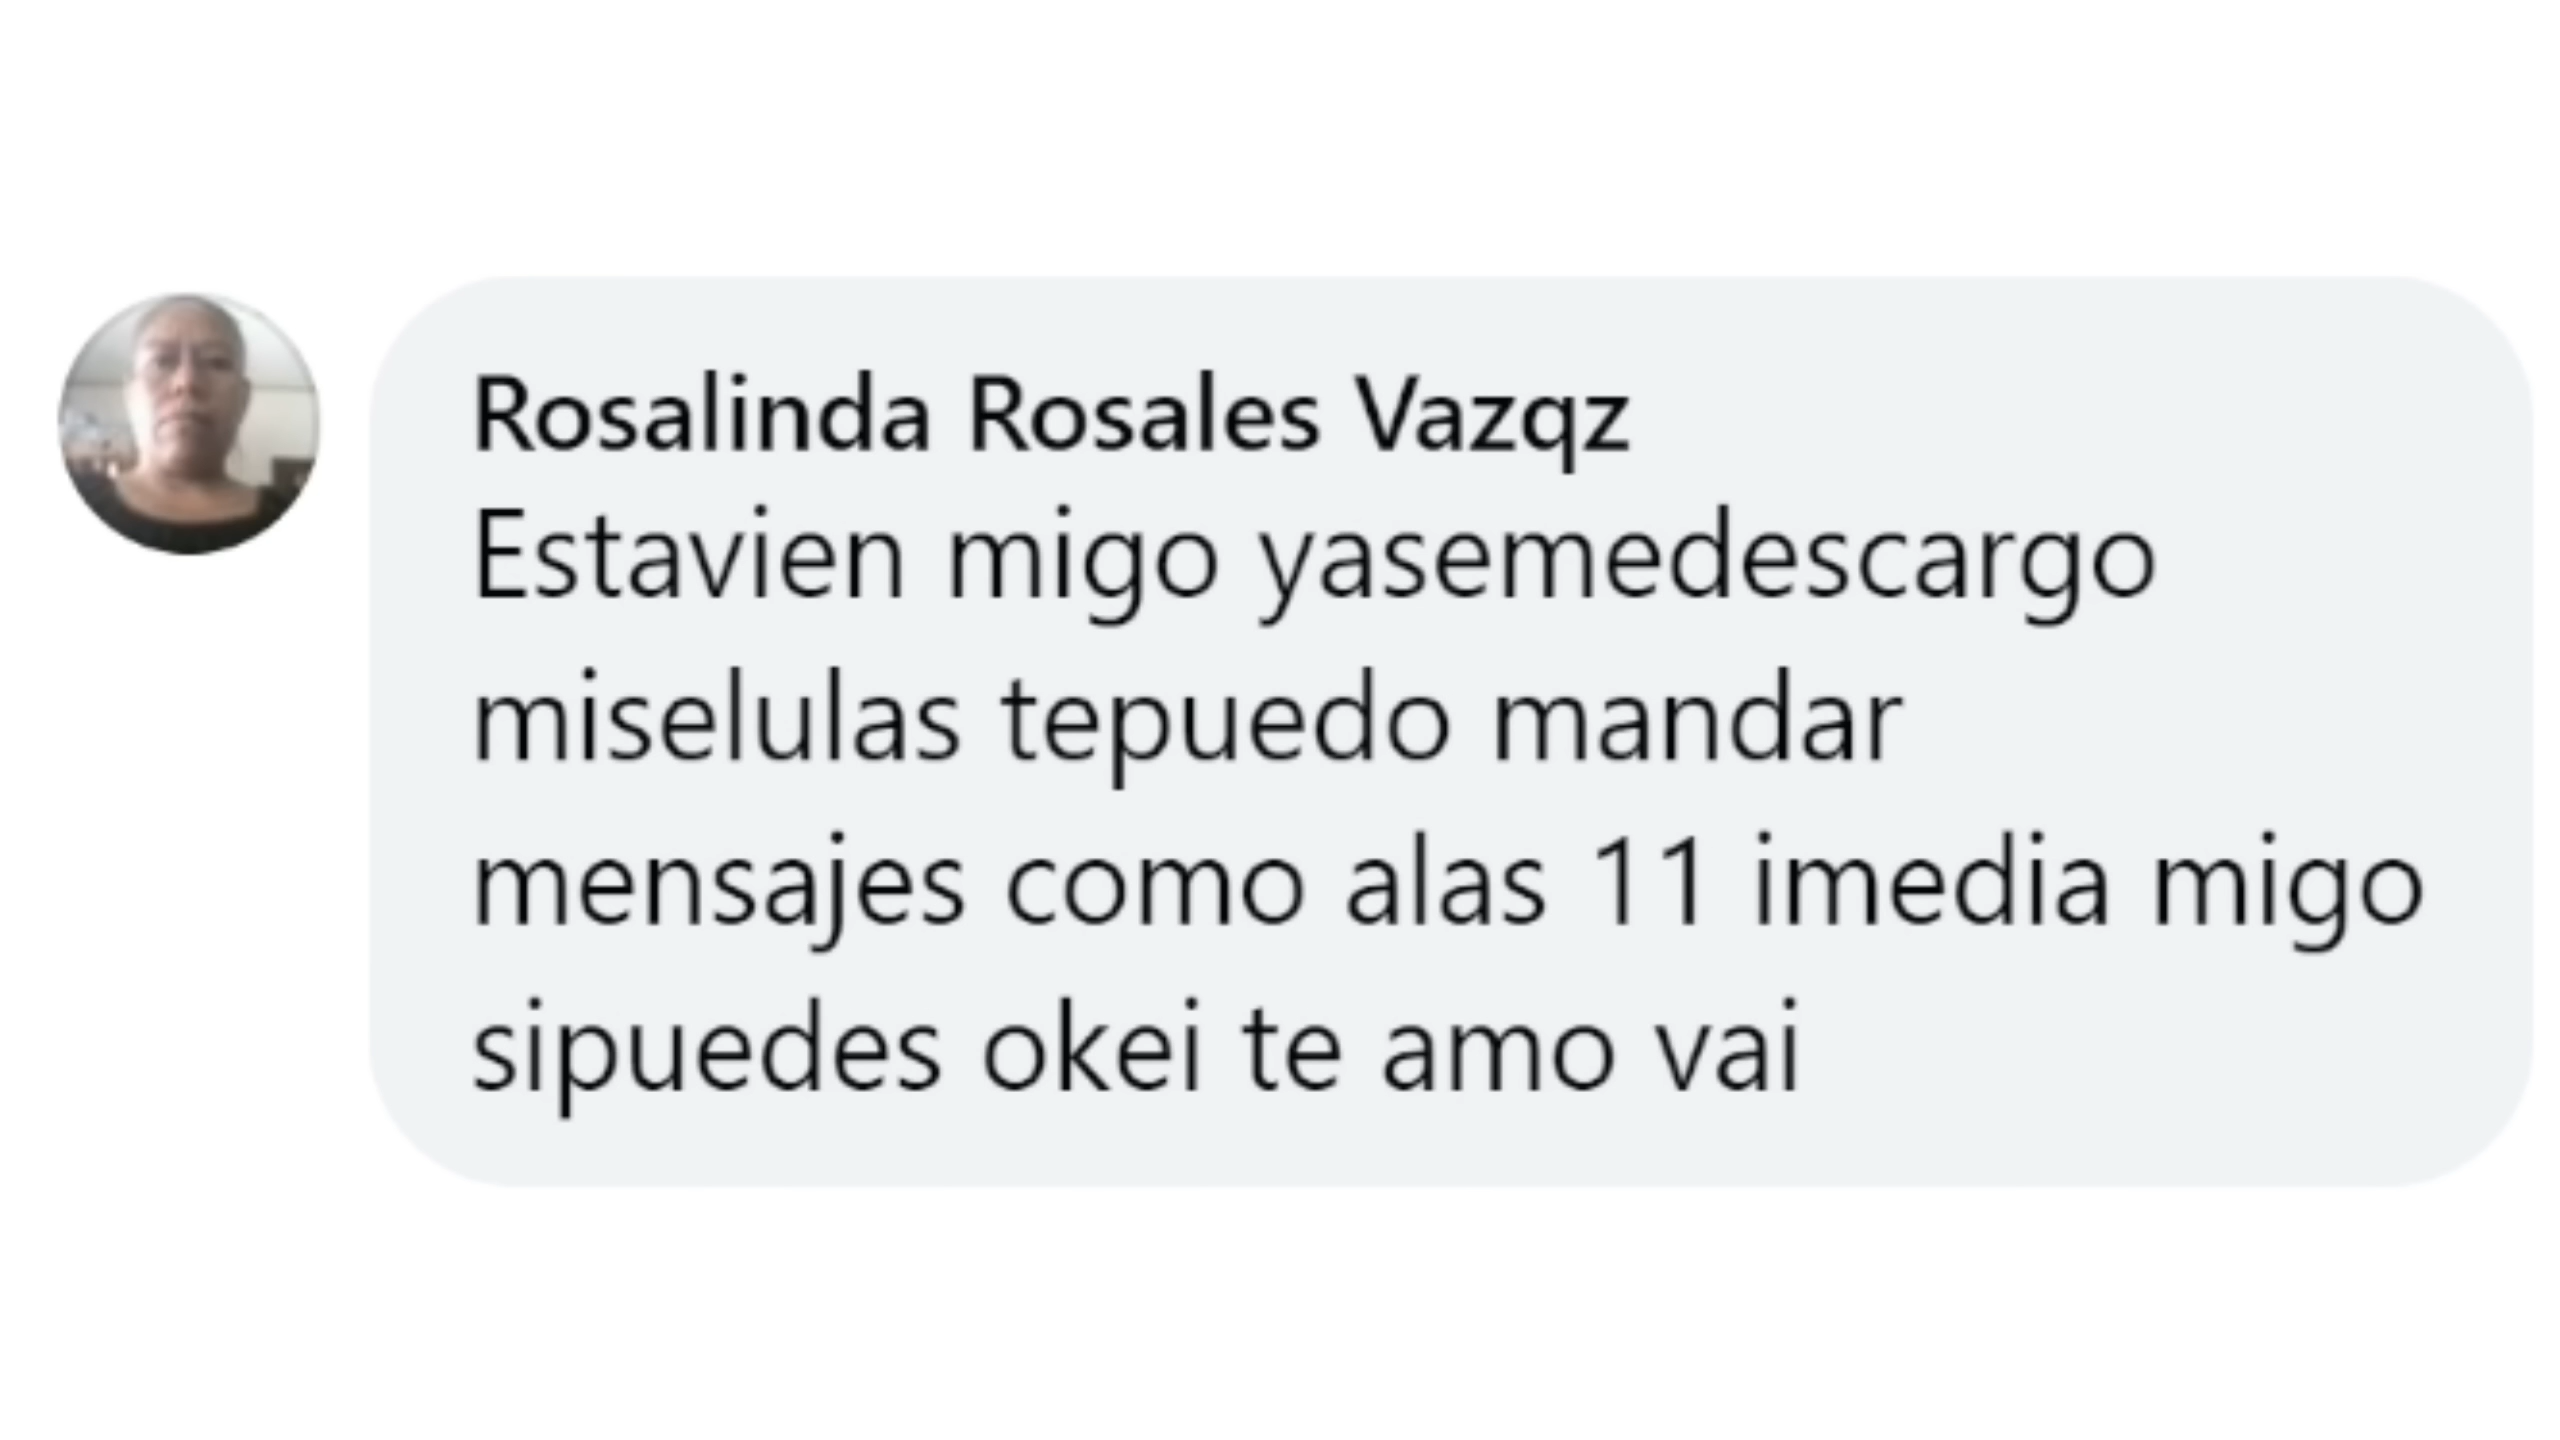 Rosalinda Rosales Vazqz
Estavien migo yasemedescargo
miselulas tepuedo mandar
mensajes como alas 11 imedia migo
sipuedes okei te amo vai